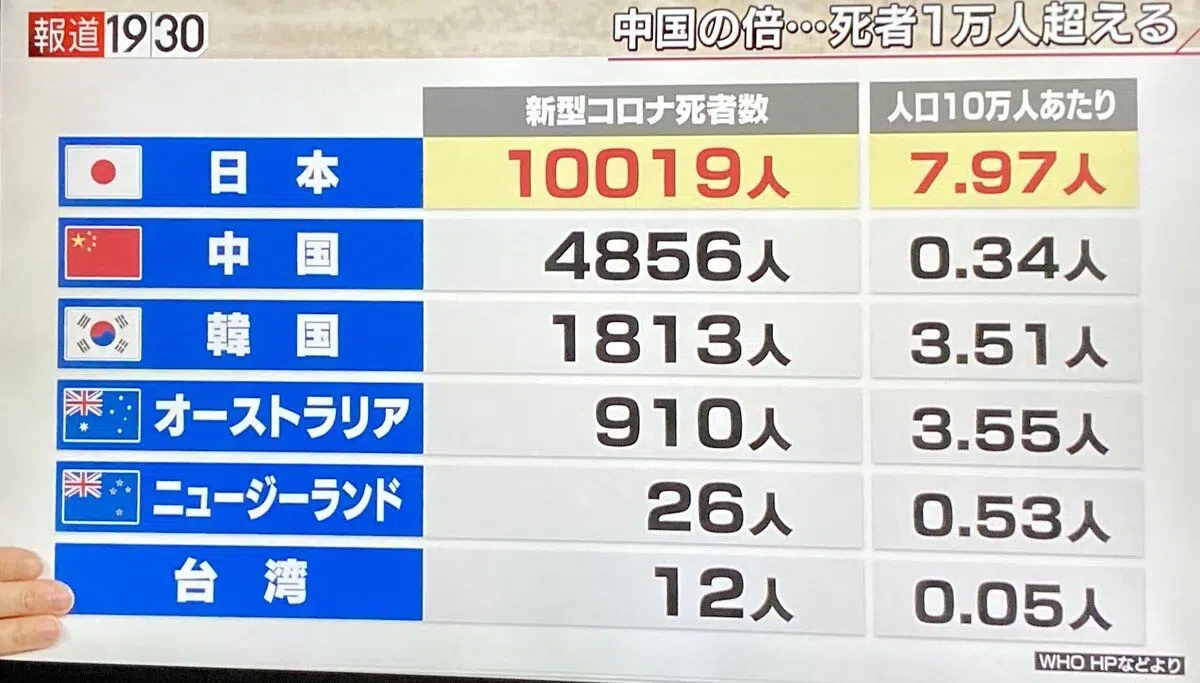 報道1930
中国の倍…死者1万人超える
新型コロナ死者数 人口10万人あたり
日本 10019人 7.97人
中国 4856人 0.34人
韓国 1813人 3.51人
オーストラリア 910人 3.55人
ニュージーランド 26人 0.53人
台湾 12人 0.05人
WHO HPなどより